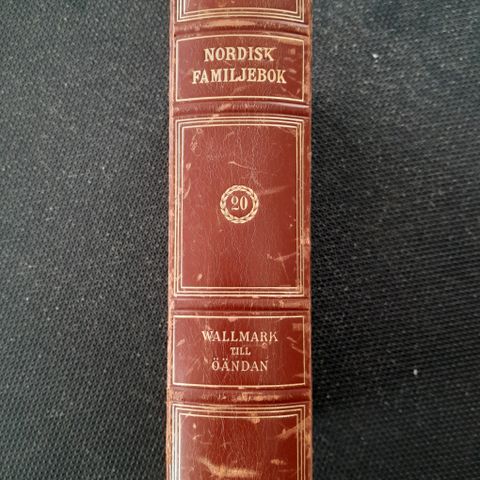 NORDISK
FAMILJEBOK
20
WALLMARK
TILL
ÖÄNDAN